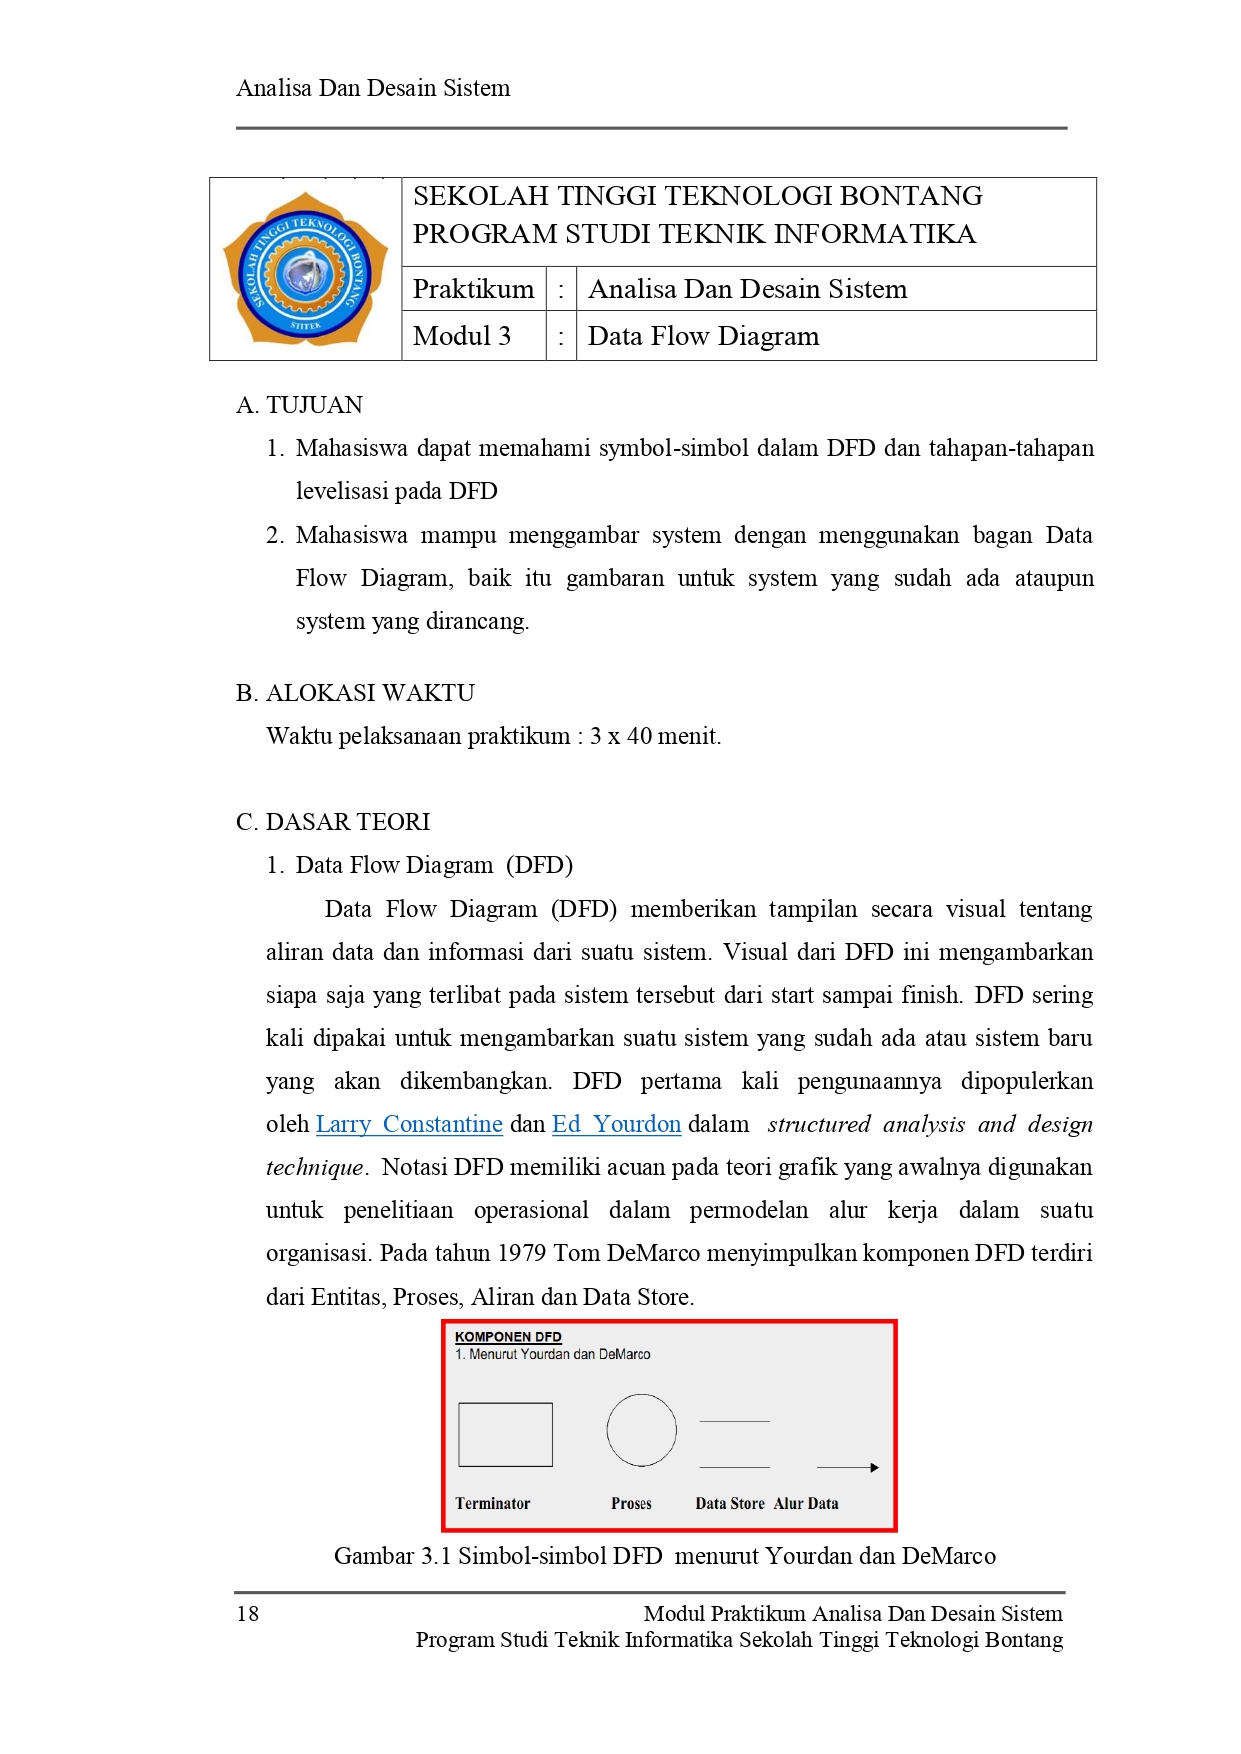 Analisa Dan Desain Sistem
SEKOLAH TINGGI TEKNOLOGI BONTANG
STITEK
SEKOLAH TINGGI TEKNOLOGI BONTANG
PROGRAM STUDI TEKNIK INFORMATIKA
Praktikum : Analisa Dan Desain Sistem
Modul 3 : Data Flow Diagram
A. TUJUAN
1. Mahasiswa dapat memahami symbol-simbol dalam DFD dan tahapan-tahapan
levelisasi pada DFD
2. Mahasiswa mampu menggambar system dengan menggunakan bagan Data
Flow Diagram, baik itu gambaran untuk system yang sudah ada ataupun
system yang dirancang.
B. ALOKASI WAKTU
Waktu pelaksanaan praktikum : 3 x 40 menit.
C. DASAR TEORI
1. Data Flow Diagram (DFD)
Data Flow Diagram (DFD) memberikan tampilan secara visual tentang
aliran data dan informasi dari suatu sistem. Visual dari DFD ini mengambarkan
siapa saja yang terlibat pada sistem tersebut dari start sampai finish. DFD sering
kali dipakai untuk mengambarkan suatu sistem yang sudah ada atau sistem baru
yang akan dikembangkan. DFD pertama kali pengunaannya dipopulerkan
oleh Larry Constantine dan Ed Yourdon dalam structured analysis and design
technique. Notasi DFD memiliki acuan pada teori grafik yang awalnya digunakan
untuk penelitiaan operasional dalam permodelan alur kerja dalam suatu
organisasi. Pada tahun 1979 Tom DeMarco menyimpulkan komponen DFD terdiri
dari Entitas, Proses, Aliran dan Data Store.
KOMPONEN DFD
1. Menurut Yourdan dan DeMarco
Terminator Proses Data Store Alur Data
Gambar 3.1 Simbol-simbol DFD menurut Yourdan dan DeMarco
18 Modul Praktikum Analisa Dan Desain Sistem
Program Studi Teknik Informatika Sekolah Tinggi Teknologi Bontang